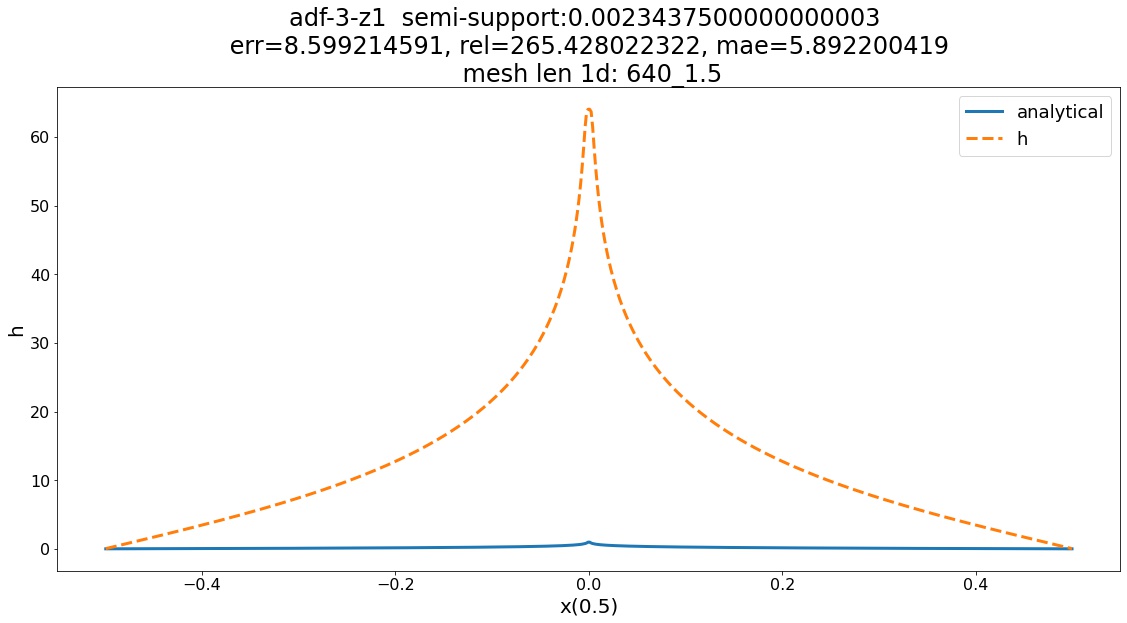 adf-3-z1  semi-support:0.0023437500000000003
err=8.599214591, rel=265.428022322, mae=5.892200419
mesh len 1d: 640_1.5
analytical
h
60
50
40
30
20
10
0
h
−0.4
−0.2
0.0
0.2
0.4
x(0.5)